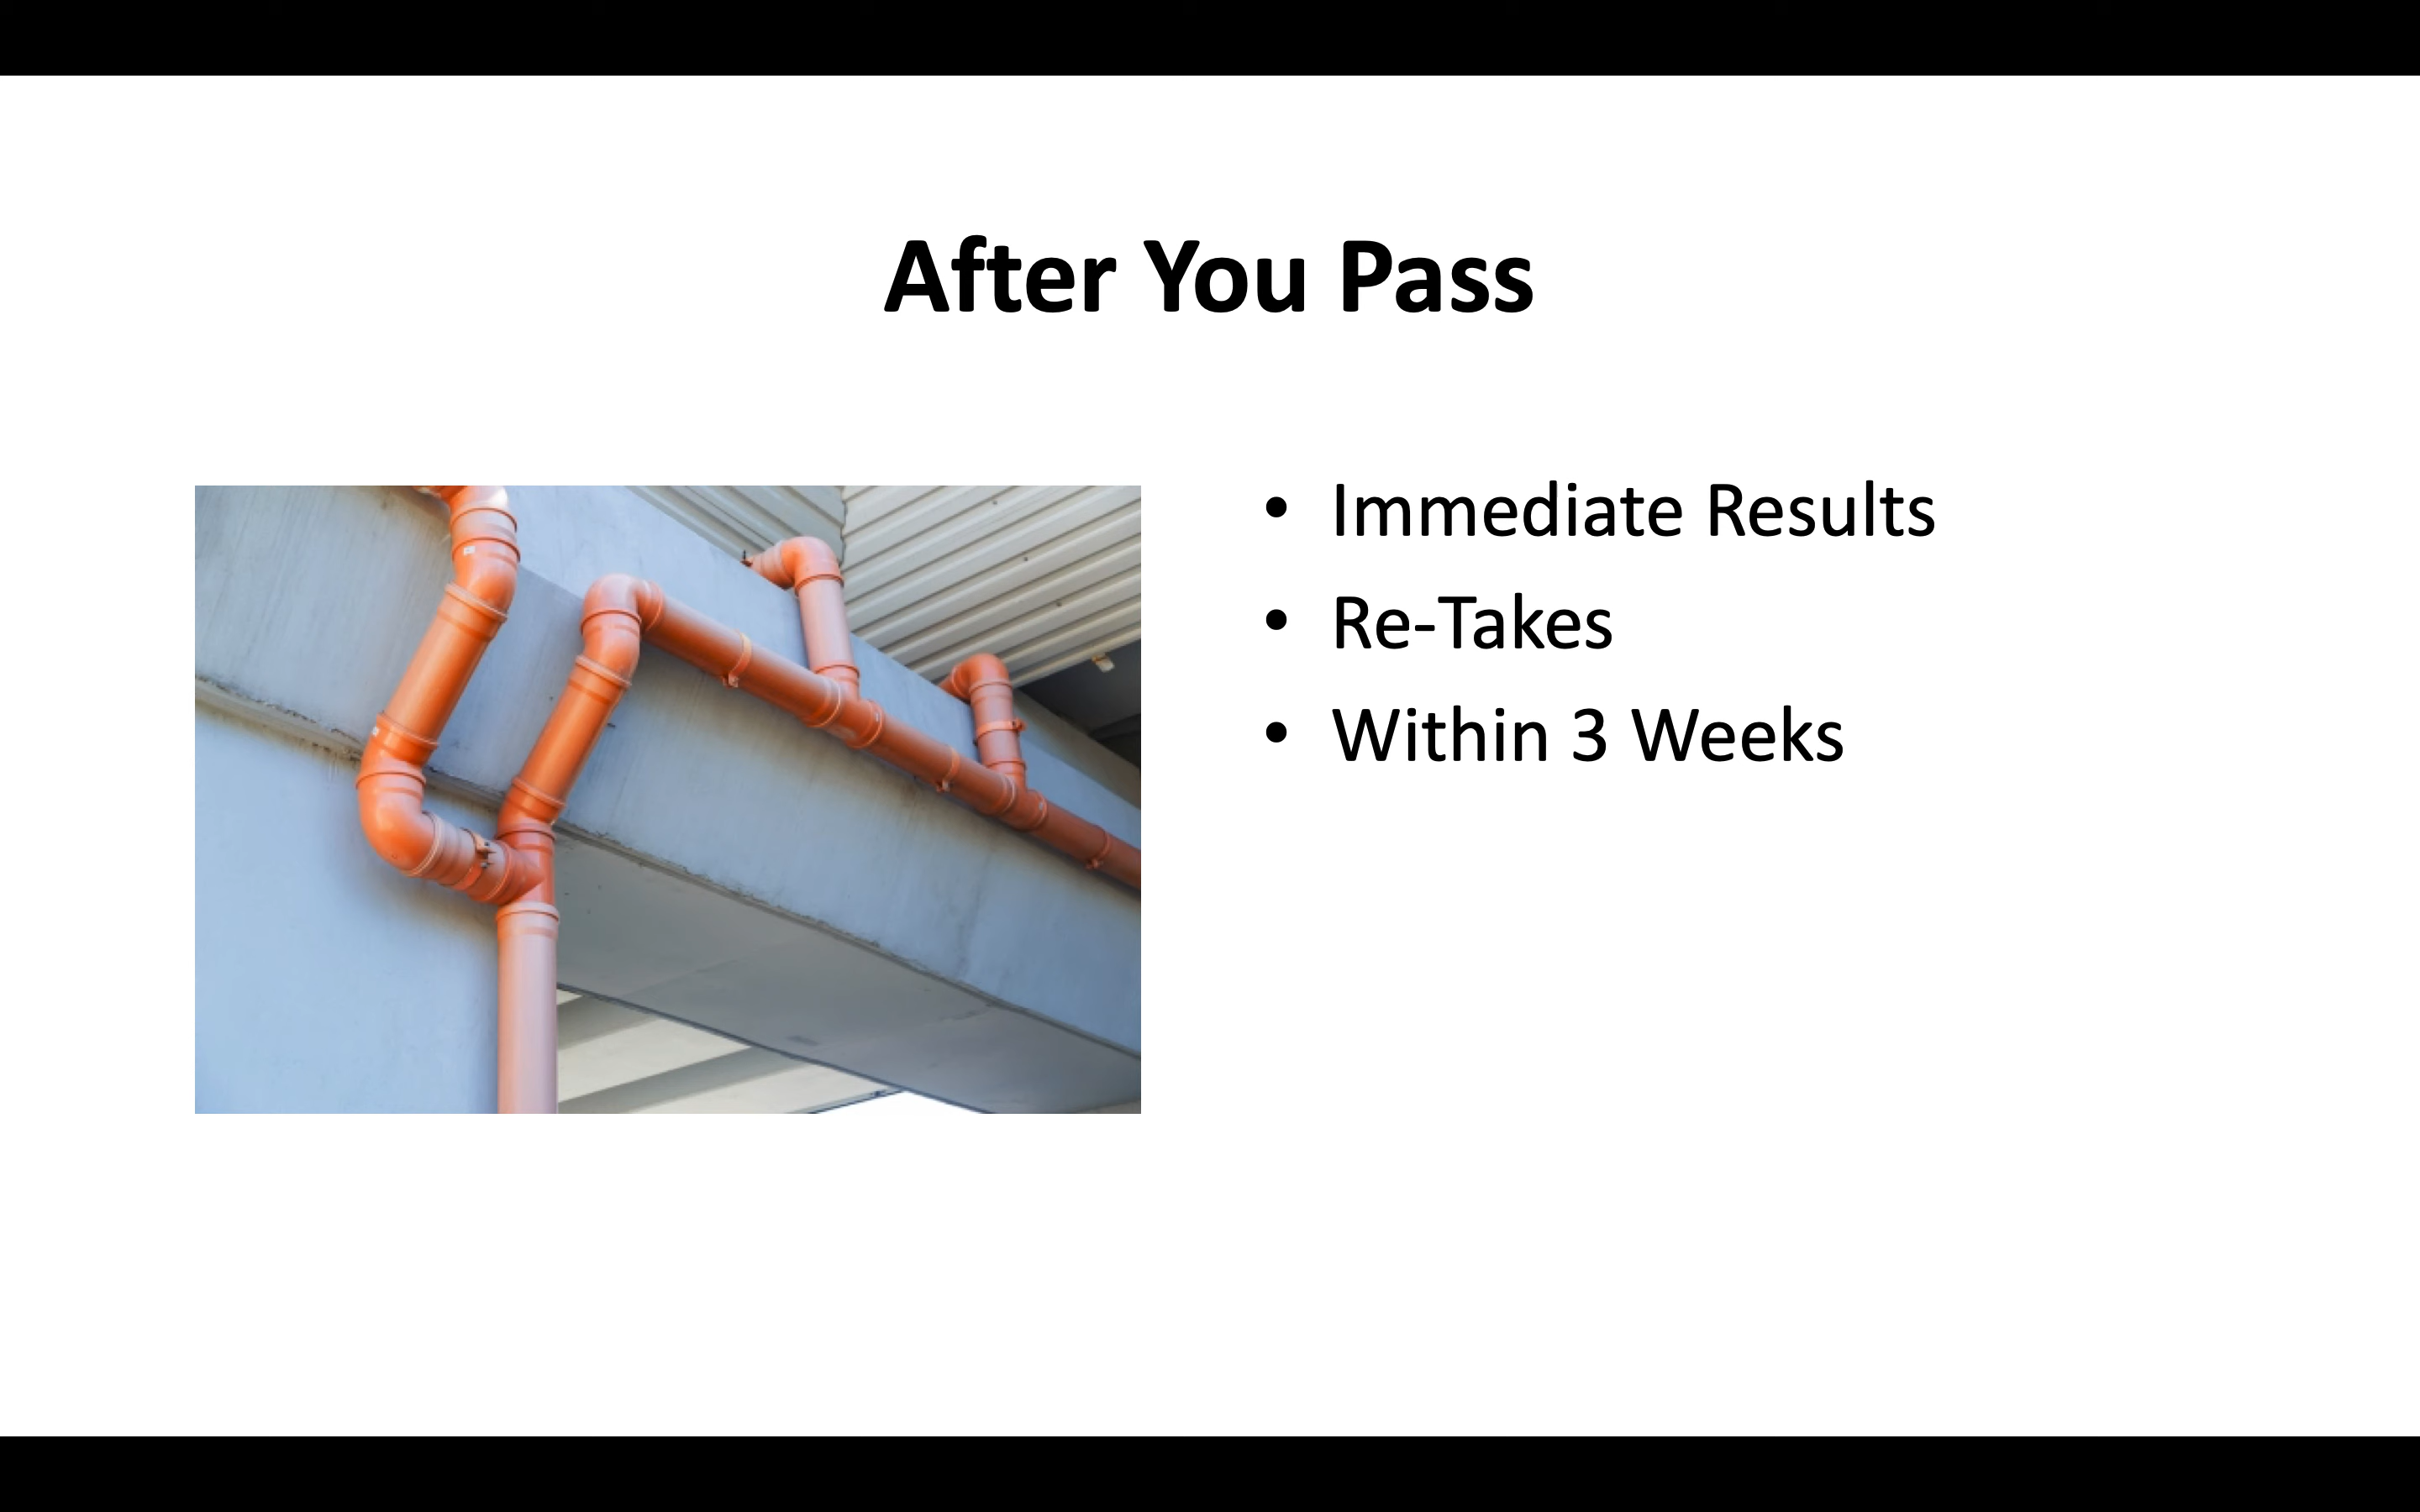 After You Pass
• Immediate Results
• Re-Takes
• Within 3 Weeks